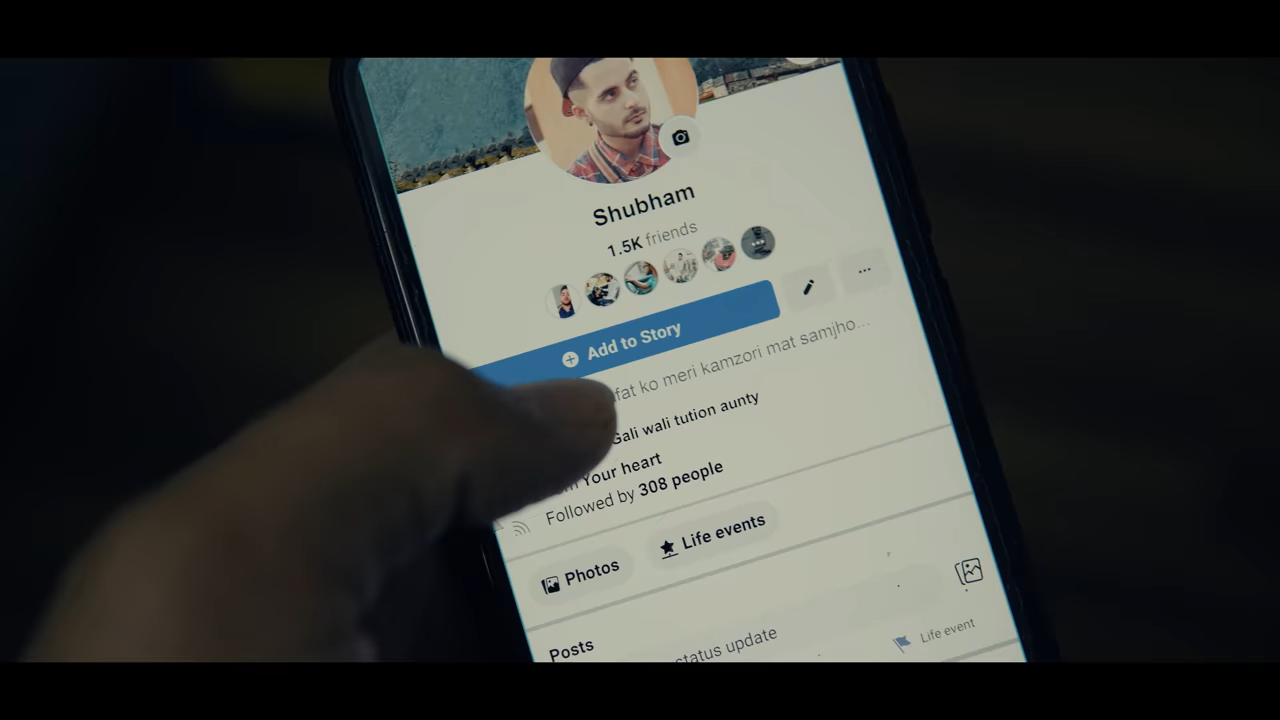 Shubham
1.5K friends
Add to Story
fat ko meri kamzori mat samjho...
Gali wali tution aunty
Your heart
Followed by 308 people
Photos
Life events
Posts
status update
Life event